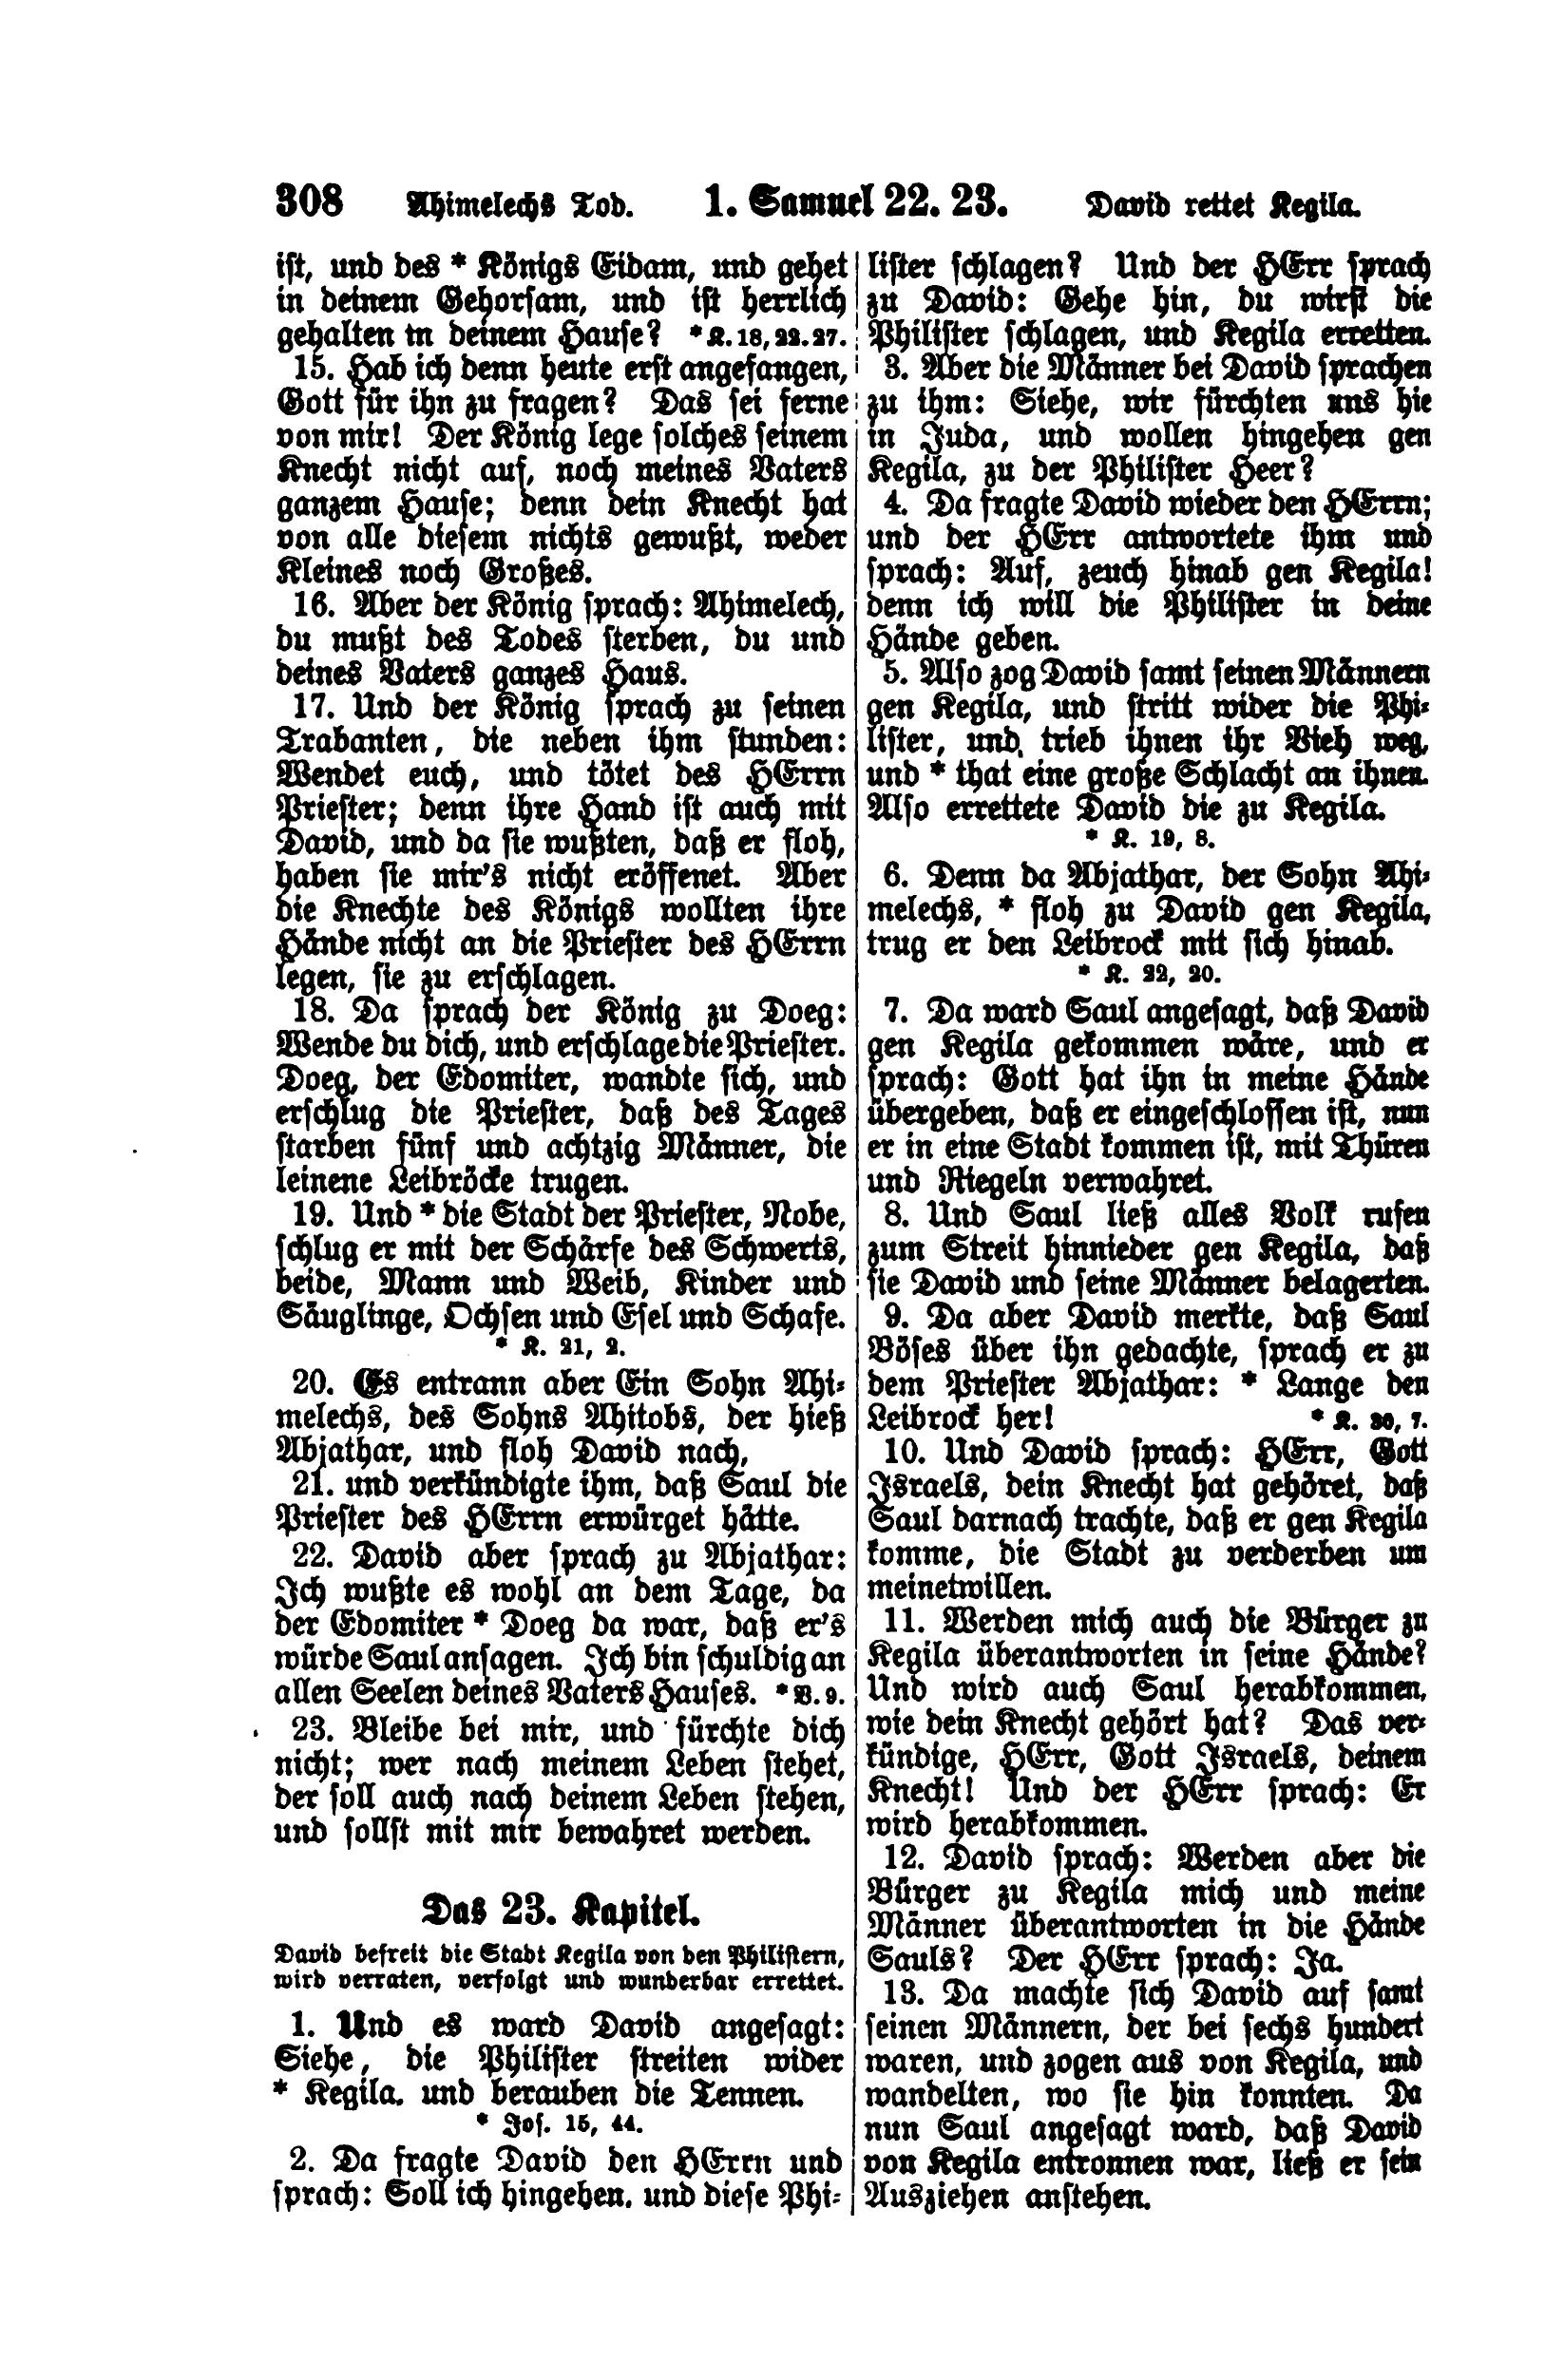 308 Ahimelechs Tod. 1. Samuel 22. 23. David rettet Kegila.
ist, und des * Königs Eidam, und gehet
in deinem Gehorsam, und ist herrlich
gehalten in deinem Hause? * K. 18, 22. 27.
15. Hab ich denn heute erst angefangen,
Gott für ihn zu fragen? Das sei ferne
von mir! Der König lege solches seinem
Knecht nicht auf, noch meines Vaters
ganzem Hause; denn dein Knecht hat
von alle diesem nichts gewußt, weder
Kleines noch Großes.
16. Aber der König sprach: Ahimelech,
du mußt des Todes sterben, du und
deines Vaters ganzes Haus.
17. Und der König sprach zu seinen
Trabanten, die neben ihm stunden:
Wendet euch, und tötet des HErrn
Priester; denn ihre Hand ist auch mit
David, und da sie wußten, daß er floh,
haben sie mir's nicht eröffenet. Aber
die Knechte des Königs wollten ihre
Hände nicht an die Priester des HErrn
legen, sie zu erschlagen.
18. Da sprach der König zu Doeg:
Wende du dich, und erschlage die Priester.
Doeg, der Edomiter, wandte sich, und
erschlug die Priester, daß des Tages
starben fünf und achtzig Männer, die
leinene Leibröcke trugen.
19. Und * die Stadt der Priester, Nobe,
schlug er mit der Schärfe des Schwerts,
beide, Mann und Weib, Kinder und
Säuglinge, Ochsen und Esel und Schafe.
* K. 21, 2.
20. Es entrann aber Ein Sohn Ahi-
melechs, des Sohns Ahitobs, der hieß
Abjathar, und floh David nach,
21. und verkündigte ihm, daß Saul die
Priester des HErrn erwürget hätte.
22. David aber sprach zu Abjathar:
Ich wußte es wohl an dem Tage, da
der Edomiter * Doeg da war, daß er's
würde Saul ansagen. Ich bin schuldig an
allen Seelen deines Vaters Hauses. * V. 9.
23. Bleibe bei mir, und fürchte dich
nicht; wer nach meinem Leben stehet,
der soll auch nach deinem Leben stehen,
und sollst mit mir bewahret werden.
Das 23. Kapitel.
David befreit die Stadt Kegila von den Philistern,
wird verraten, verfolgt und wunderbar errettet.
1. Und es ward David angesagt:
Siehe, die Philister streiten wider
* Kegila. und berauben die Tennen.
* Jos. 15, 44.
2. Da fragte David den HErrn und
sprach: Soll ich hingehen. und diese Phi-
lister schlagen? Und der HErr sprach
zu David: Gehe hin, du wirst die
Philister schlagen, und Kegila erretten.
3. Aber die Männer bei David sprachen
zu ihm: Siehe, wir fürchten uns hie
in Juda, und wollen hingehen gen
Kegila, zu der Philister Heer?
4. Da fragte David wieder den HErrn;
und der HErr antwortete ihm und
sprach: Auf, zeuch hinab gen Kegila!
denn ich will die Philister in deine
Hände geben.
5. Also zog David samt seinen Männern
gen Kegila, und stritt wider die Phi-
lister, und trieb ihnen ihr Vieh weg,
und * that eine große Schlacht an ihnen.
Also errettete David die zu Kegila.
* K. 19, 8.
6. Denn da Abjathar, der Sohn Ahi-
melechs, * floh zu David gen Kegila,
trug er den Leibrock mit sich hinab.
* K. 22, 20.
7. Da ward Saul angesagt, daß David
gen Kegila gekommen wäre, und er
sprach: Gott hat ihn in meine Hände
übergeben, daß er eingeschlossen ist, nun
er in eine Stadt kommen ist, mit Thüren
und Riegeln verwahret.
8. Und Saul ließ alles Volk rufen
zum Streit hinnieder gen Kegila, daß
sie David und seine Männer belagerten.
9. Da aber David merkte, daß Saul
Böses über ihn gedachte, sprach er zu
dem Priester Abjathar: * Lange den
Leibrock her! * K. 30, 7.
10. Und David sprach: HErr, Gott
Israels, dein Knecht hat gehöret, daß
Saul darnach trachte, daß er gen Kegila
komme, die Stadt zu verderben um
meinetwillen.
11. Werden mich auch die Bürger zu
Kegila überantworten in seine Hände?
Und wird auch Saul herabkommen,
wie dein Knecht gehört hat? Das ver-
kündige, HErr, Gott Israels, deinem
Knecht! Und der HErr sprach: Er
wird herabkommen.
12. David sprach: Werden aber die
Bürger zu Kegila mich und meine
Männer überantworten in die Hände
Sauls? Der HErr sprach: Ja.
13. Da machte sich David auf samt
seinen Männern, der bei sechs hundert
waren, und zogen aus von Kegila, und
wandelten, wo sie hin konnten. Da
nun Saul angesagt ward, daß David
von Kegila entronnen war, ließ er sein
Ausziehen anstehen.